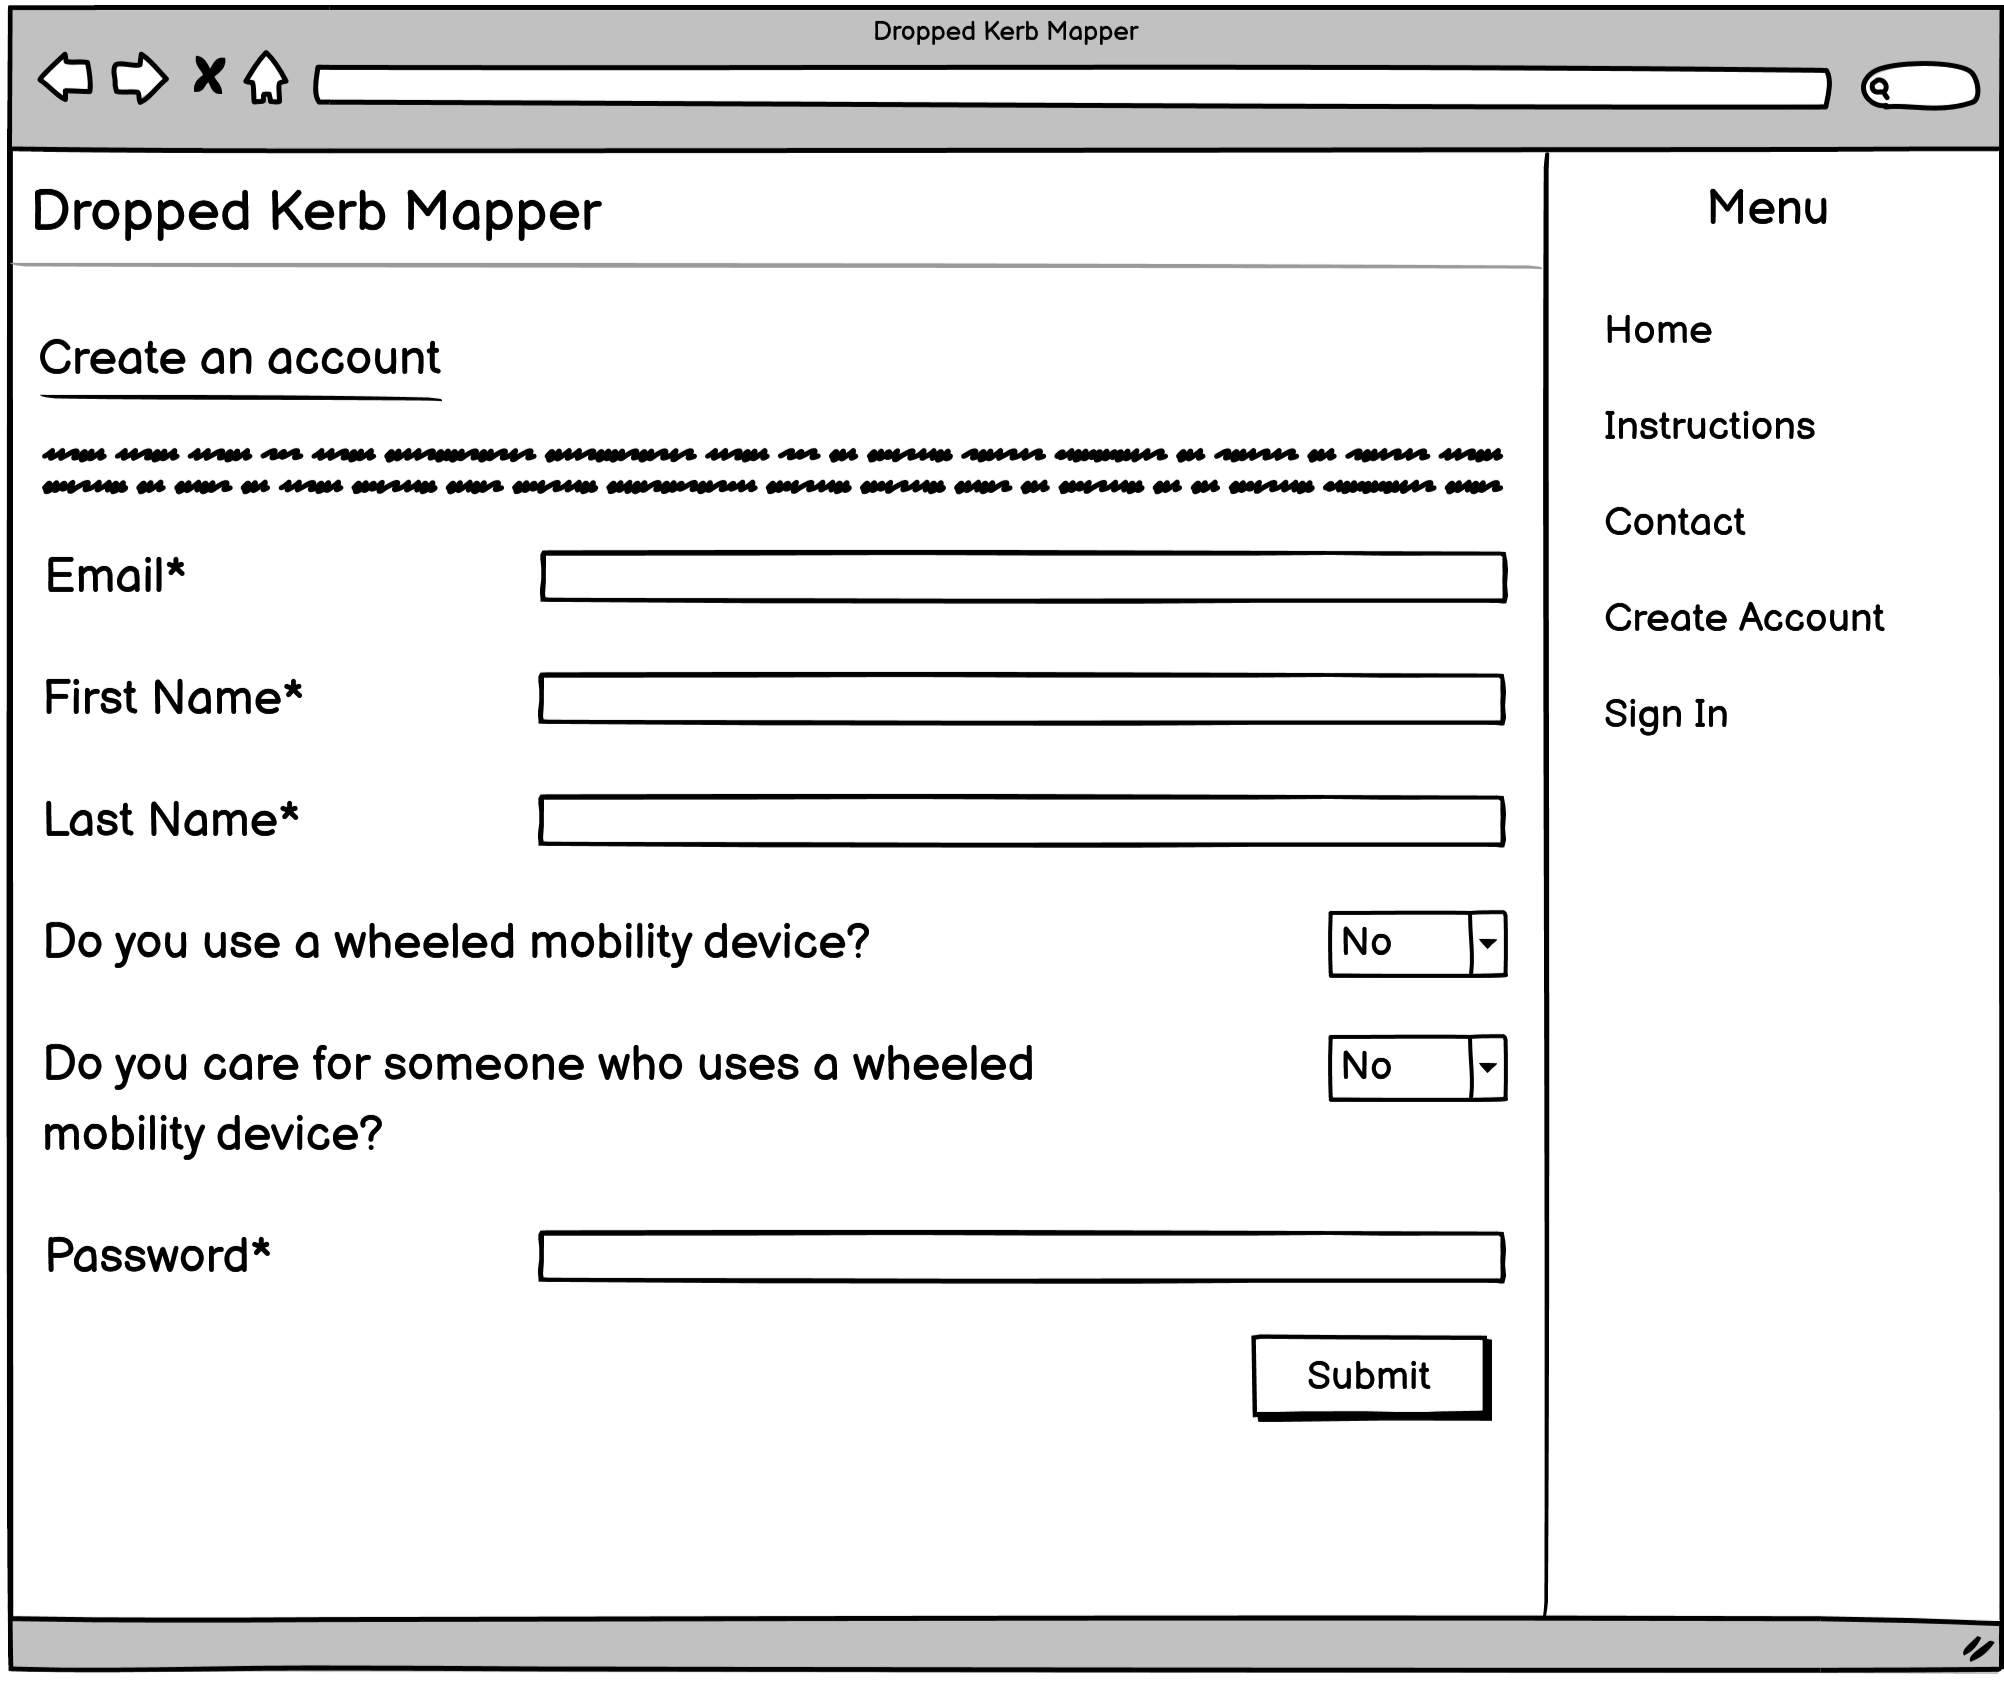 Dropped Kerb Mapper
Dropped Kerb Mapper
Create an account
Email*
First Name*
Last Name*
Do you use a wheeled mobility device?
No
Do you care for someone who uses a wheeled
mobility device?
No
Password*
Submit
Menu
Home
Instructions
Contact
Create Account
Sign In